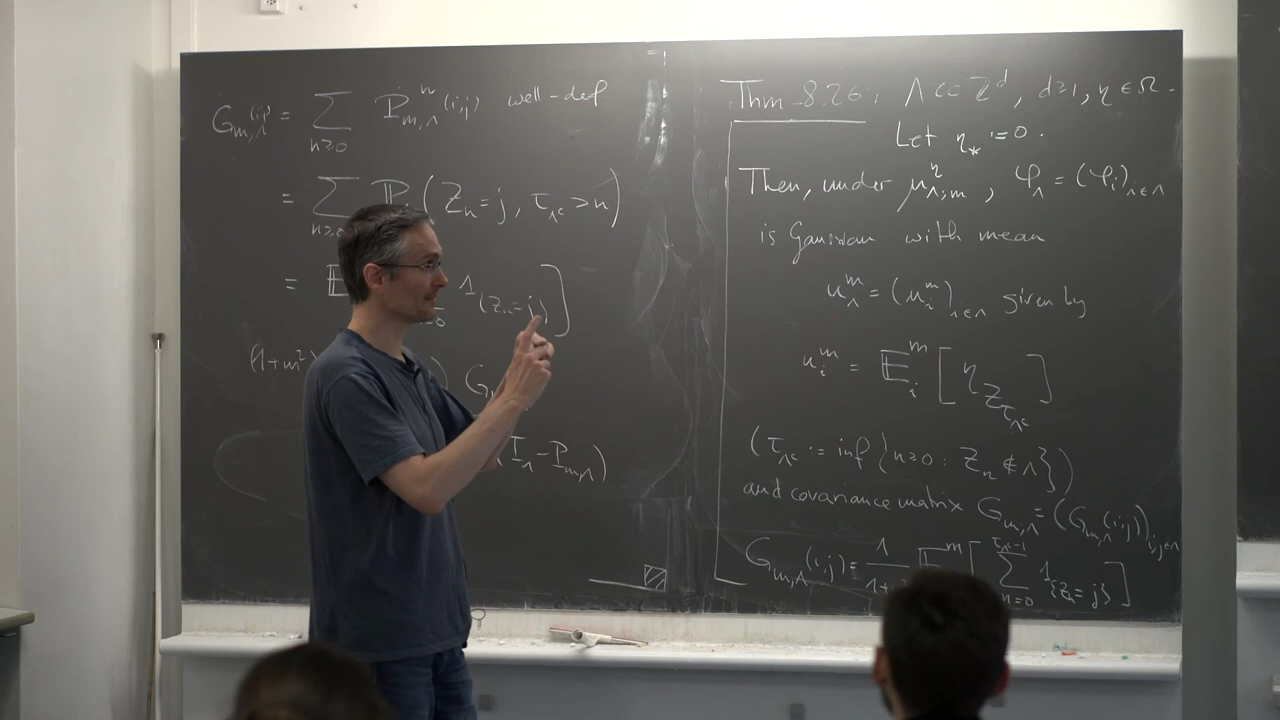 G_{m,Λ}(i,j) = Σ_{n≥0} P^n_{m,Λ}(i,j) well-def
= Σ_{n≥0} P_i(Z_n = j, τ_{Λ^c} > n)
= 𝔼 1_{(Z_n = j)} ]
(1+m²) ) G
I_Λ - P_{m,Λ})
Thm 8.26: Λ ⊂⊂ ℤ^d, d≥1, η ∈ Ω.
Let η_* := 0.
Then, under μ^η_{Λ;m}, φ_Λ = (φ_i)_{i∈Λ}
is Gaussian with mean
u^m_Λ = (u^m_i)_{i∈Λ} given by
u^m_i = 𝔼^m_i [ η_{Z_{τ_{Λ^c}}} ]
(τ_{Λ^c} := inf {n≥0 : Z_n ∉ Λ})
and covariance matrix G_{m;Λ} = (G_{m,Λ}(i,j))_{i,j∈Λ}
G_{m,Λ}(i,j) = 1/1+ 𝔼^m [ Σ_{n=0}^{τ_{Λ^c}-1} 1_{{Z_n = j}} ]